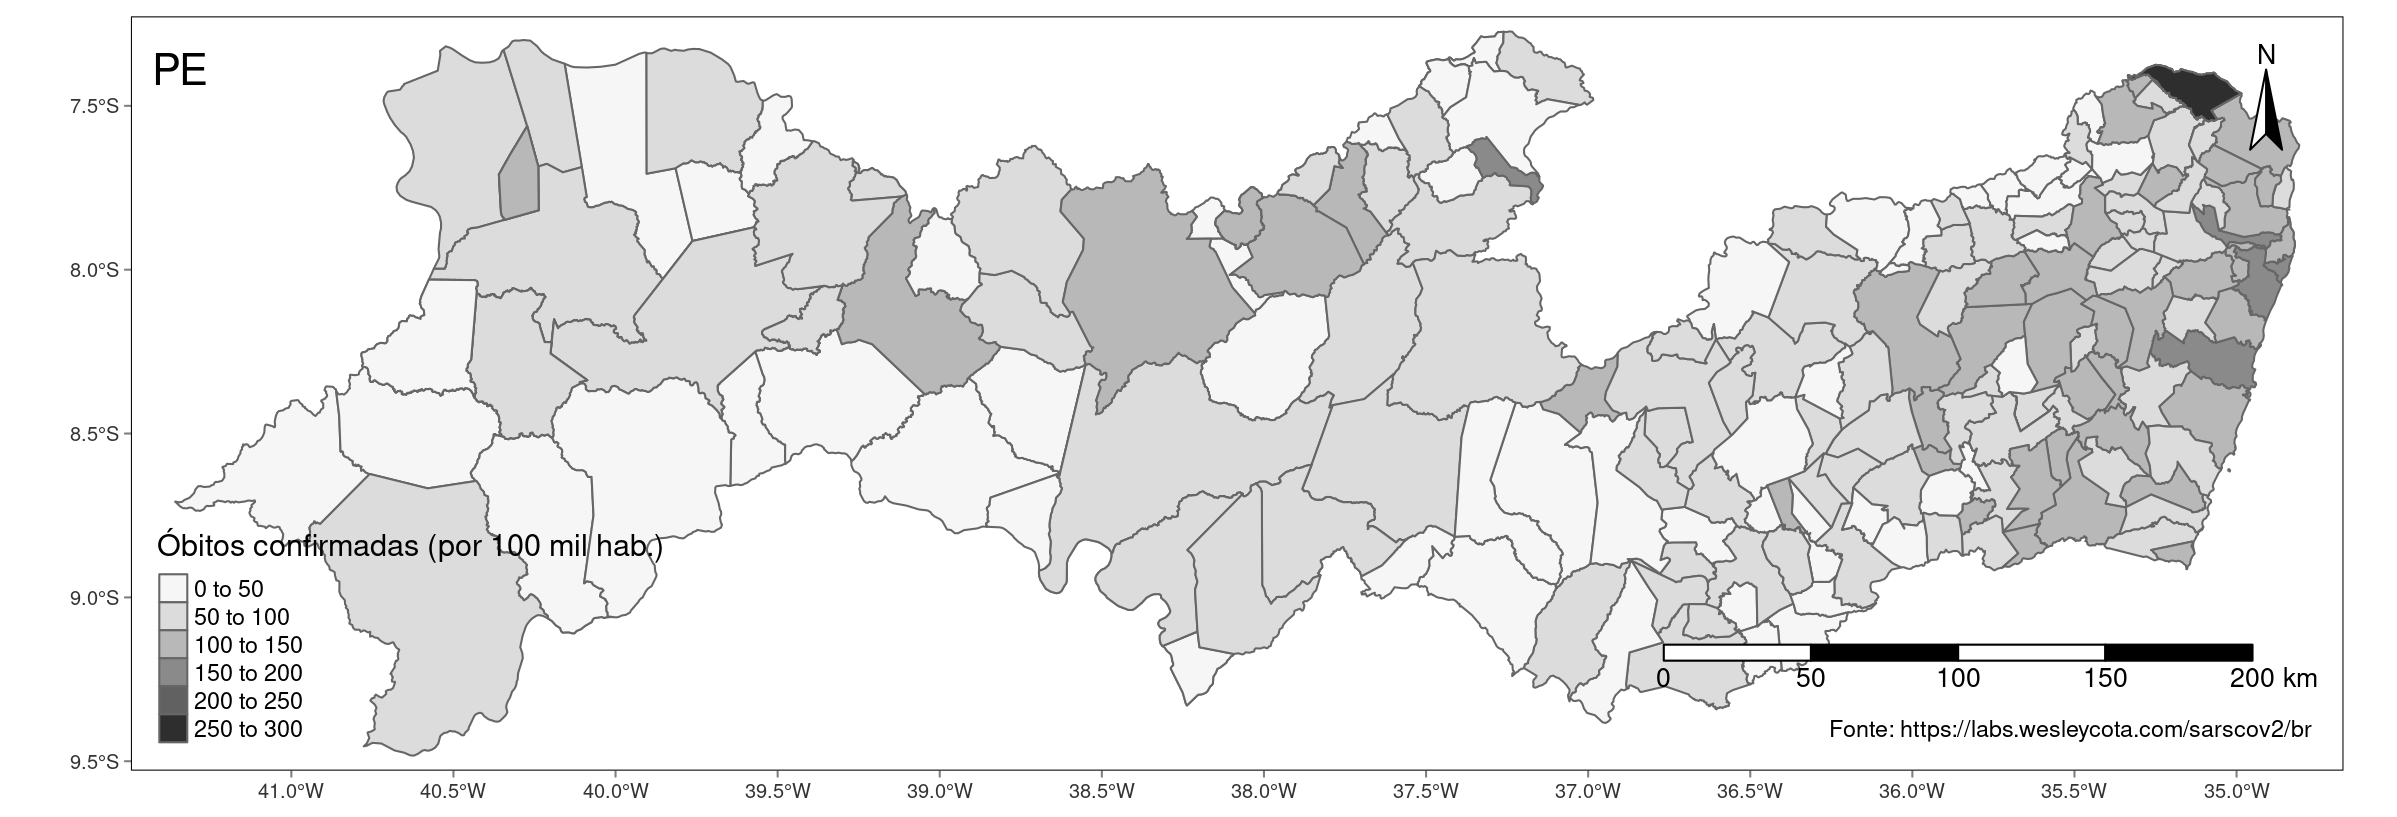 PE
N
7.5°S
8.0°S
8.5°S
9.0°S
9.5°S
Óbitos confirmadas (por 100 mil hab.)
0 to 50
50 to 100
100 to 150
150 to 200
200 to 250
250 to 300
0 50 100 150 200 km
Fonte: https://labs.wesleycota.com/sarscov2/br
41.0°W 40.5°W 40.0°W 39.5°W 39.0°W 38.5°W 38.0°W 37.5°W 37.0°W 36.5°W 36.0°W 35.5°W 35.0°W